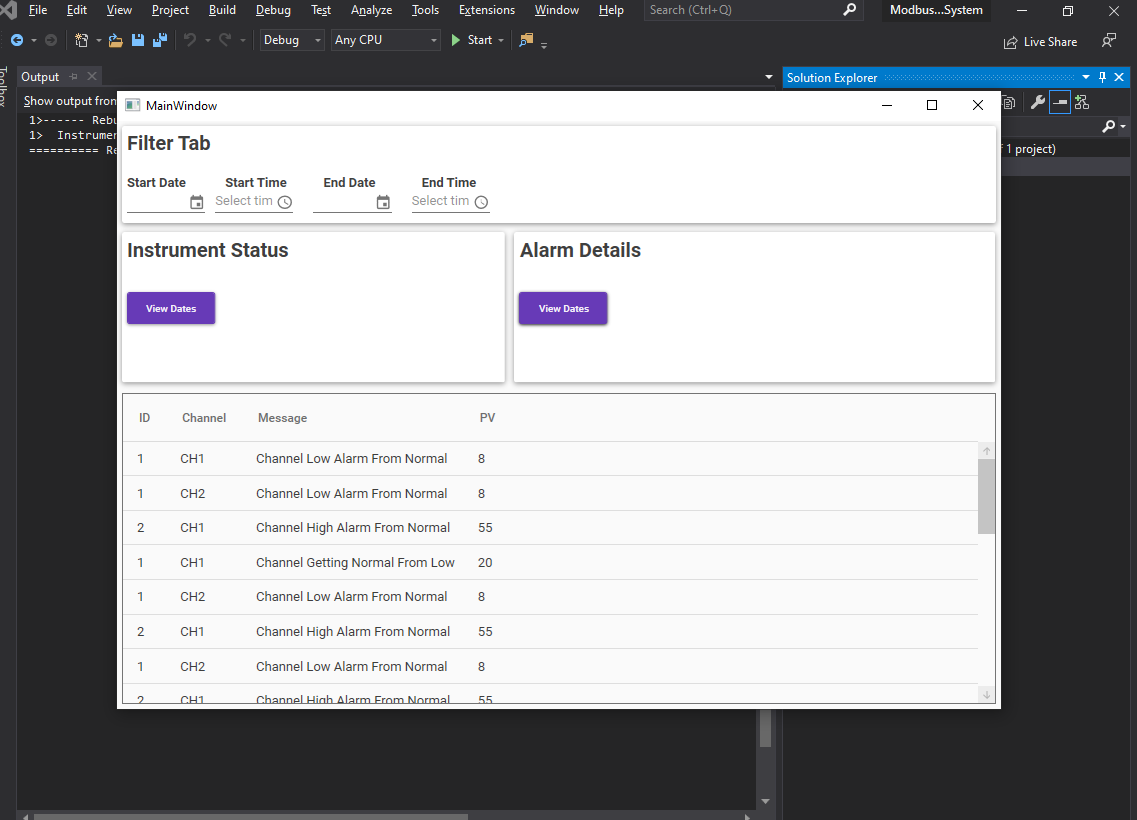 File Edit View Project Build Debug Test Analyze Tools Extensions Window Help Search (Ctrl+Q) Modbus...System
Debug Any CPU Start Live Share
Toolbox
Output
Solution Explorer
Show output from
1>------ Rebu
1> Instrumen
========== Re
1 project)
MainWindow
Filter Tab
Start Date Start Time End Date End Time
Select tim Select tim
Instrument Status
View Dates
Alarm Details
View Dates
ID Channel Message PV
1 CH1 Channel Low Alarm From Normal 8
1 CH2 Channel Low Alarm From Normal 8
2 CH1 Channel High Alarm From Normal 55
1 CH1 Channel Getting Normal From Low 20
1 CH2 Channel Low Alarm From Normal 8
2 CH1 Channel High Alarm From Normal 55
1 CH2 Channel Low Alarm From Normal 8
2 CH1 Channel High Alarm From Normal 55